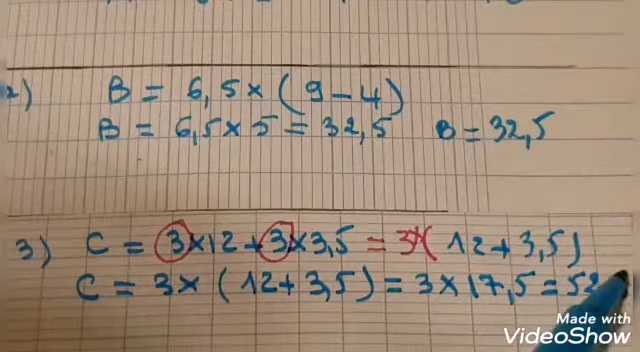 2) B = 6,5 × (9 − 4)
B = 6,5 × 5 = 32,5 B = 32,5
3) C = 3 × 12 + 3 × 3,5 = 3 × ( 12 + 3,5 )
C = 3 × ( 12 + 3,5 ) = 3 × 17,5 = 52
Made with
VideoShow